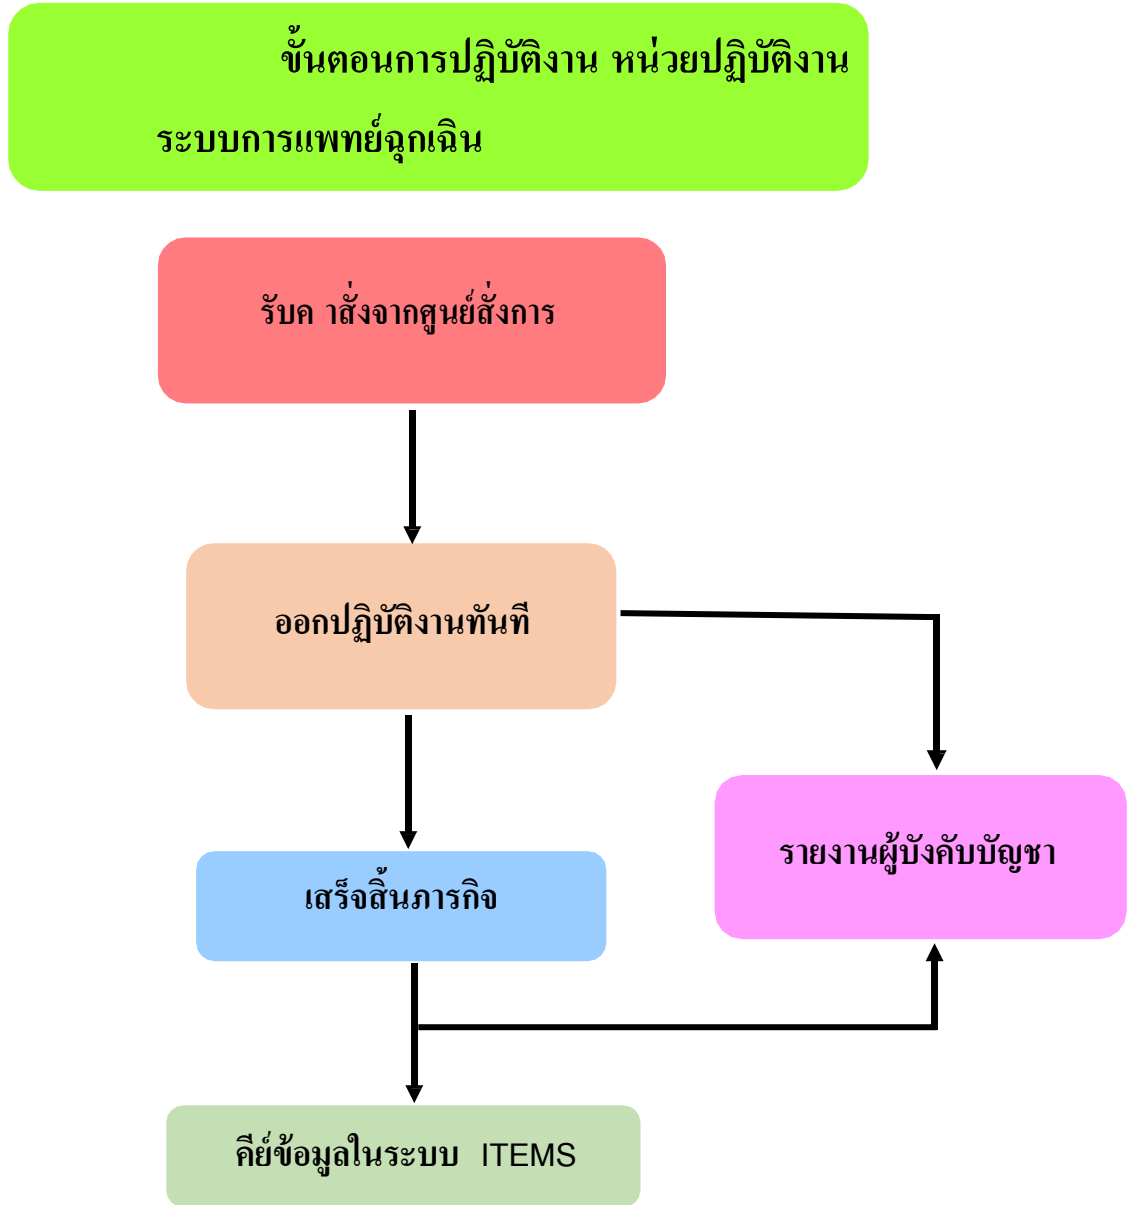 ขั้นตอนการปฏิบัติงาน หน่วยปฏิบัติงาน
ระบบการแพทย์ฉุกเฉิน
รับค าสั่งจากศูนย์สั่งการ
ออกปฏิบัติงานทันที
รายงานผู้บังคับบัญชา
เสร็จสิ้นภารกิจ
คีย์ข้อมูลในระบบ ITEMS